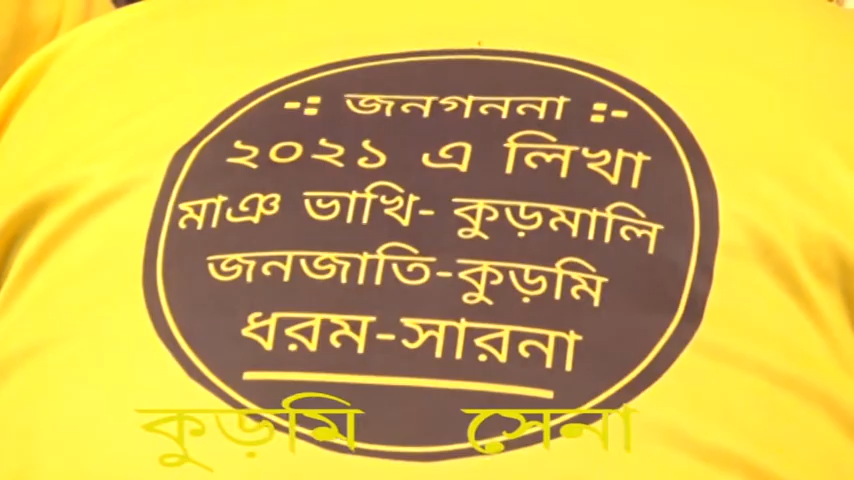 -: জনগননা :-
২০২১ এ লিখা
মাঞ ভাখি- কুড়মালি
জনজাতি-কুড়মি
ধরম-সারনা
কুড়মি সেনা